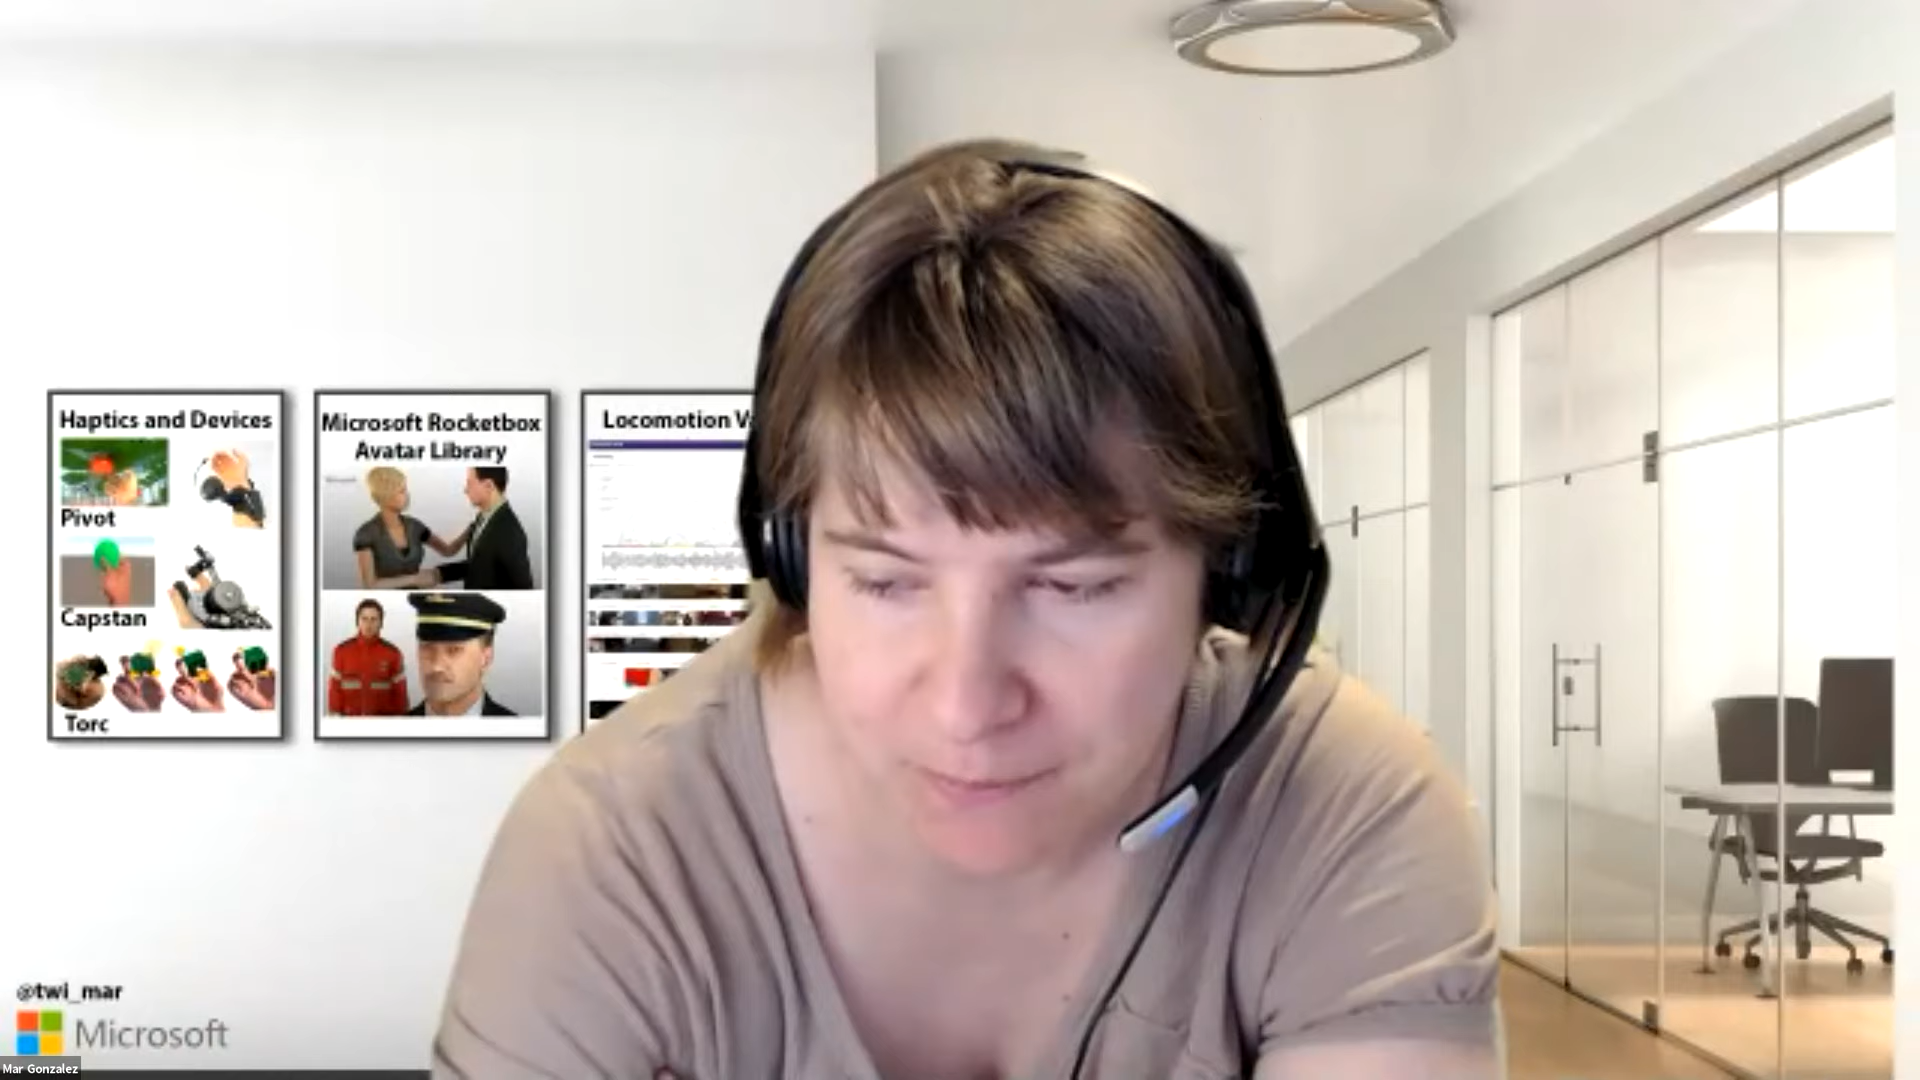 Haptics and Devices
Pivot
Capstan
Torc
Microsoft Rocketbox
Avatar Library
Locomotion
@twi_mar
Microsoft
Mar Gonzalez